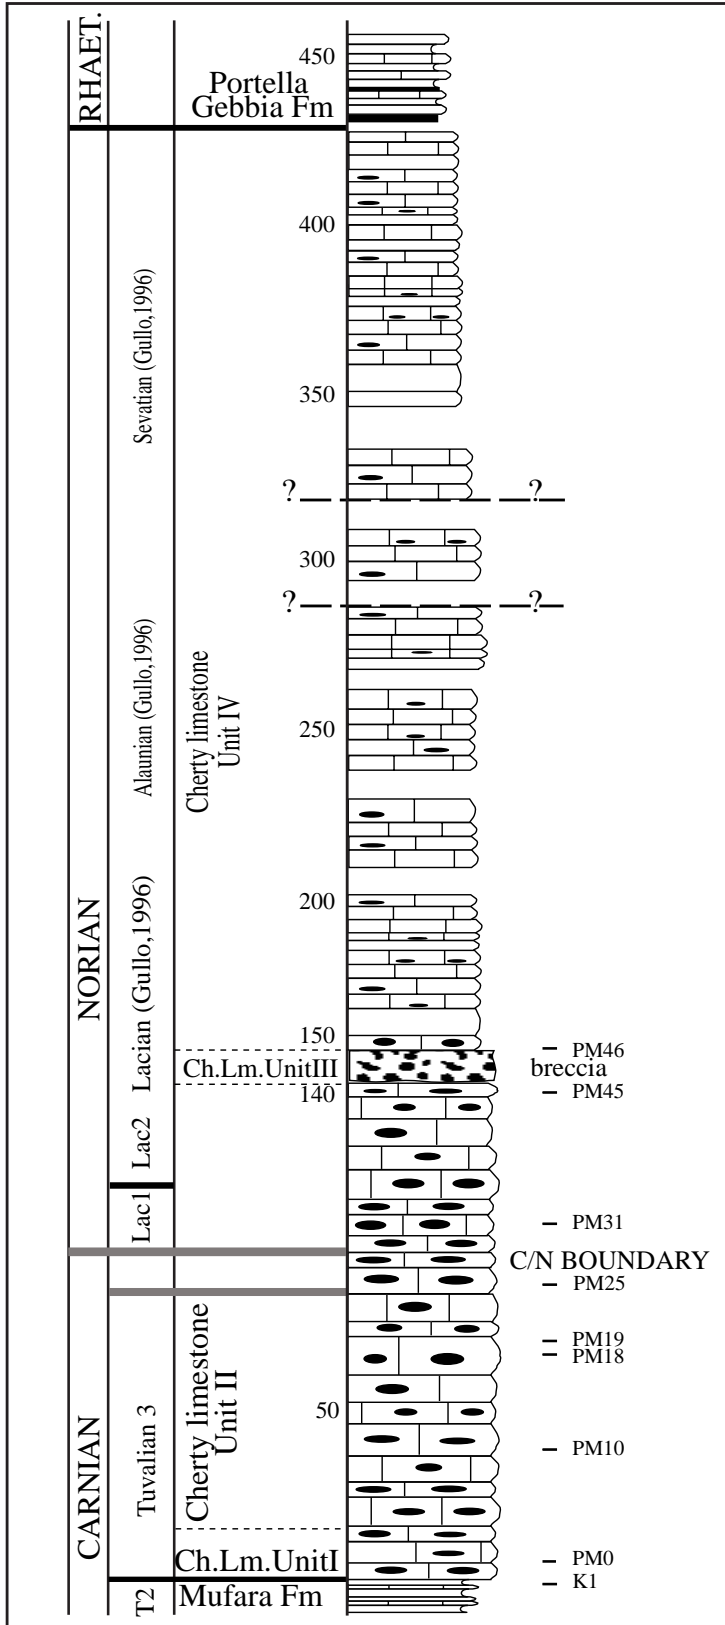 RHAET.
NORIAN
CARNIAN
Sevatian (Gullo,1996)
Alaunian (Gullo,1996)
Lacian (Gullo,1996)
Lac2
Lac1
Tuvalian 3
T2
Portella
Gebbia Fm
Cherty limestone
Unit IV
Ch.Lm.UnitIII
Cherty limestone
Unit II
Ch.Lm.UnitI
Mufara Fm
450
400
350
? ?
300
? ?
250
200
150
140
50
PM46
breccia
PM45
PM31
C/N BOUNDARY
PM25
PM19
PM18
PM10
PM0
K1